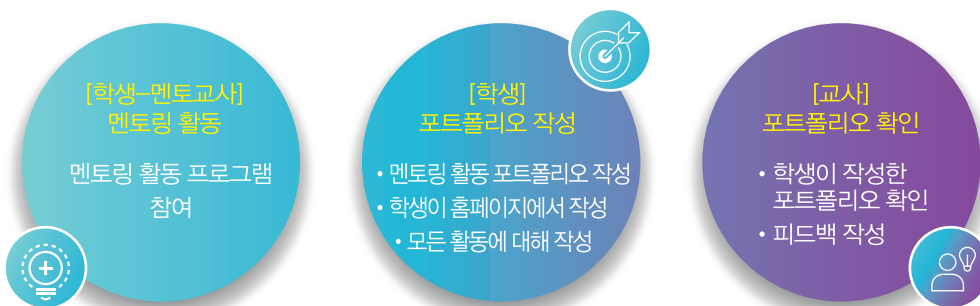 [학생–멘토교사]
멘토링 활동
멘토링 활동 프로그램
참여
[학생]
포트폴리오 작성
• 멘토링 활동 포트폴리오 작성
• 학생이 홈페이지에서 작성
• 모든 활동에 대해 작성
[교사]
포트폴리오 확인
• 학생이 작성한
포트폴리오 확인
• 피드백 작성